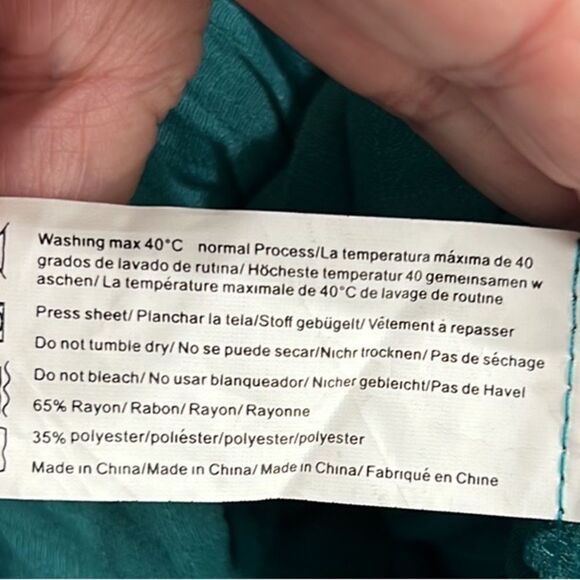 Washing max 40°C normal Process/La temperatura máxima de 40
grados de lavado de rutina/ Höcheste temperatur 40 gemeinsamen w
aschen/ La température maximale de 40°C de lavage de routine
Press sheet/ Planchar la tela/Stoff gebügelt/ Vêtement à repasser
Do not tumble dry/ No se puede secar/Nichr trocknen/ Pas de séchage
Do not bleach/ No usar blanqueador/ Nicher gebleicht/Pas de Havel
65% Rayon/ Rabon/ Rayon/ Rayonne
35% polyester/poliéster/polyester/polyester
Made in China/Made in China/ Made in China/ Fabriqué en Chine